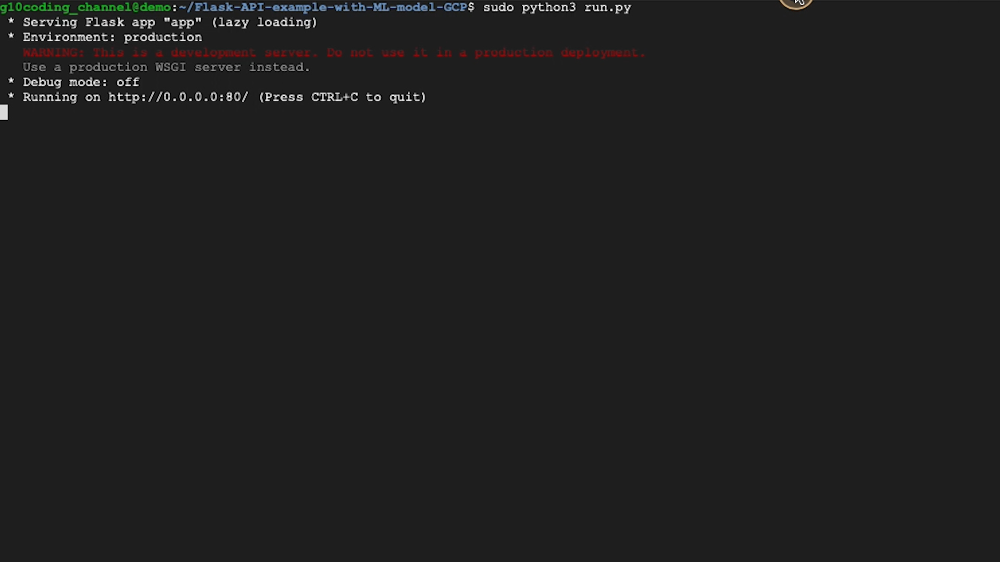 g10coding_channel@demo:~/Flask-API-example-with-ML-model-GCP$ sudo python3 run.py
* Serving Flask app "app" (lazy loading)
* Environment: production
WARNING: This is a development server. Do not use it in a production deployment.
Use a production WSGI server instead.
* Debug mode: off
* Running on http://0.0.0.0:80/ (Press CTRL+C to quit)